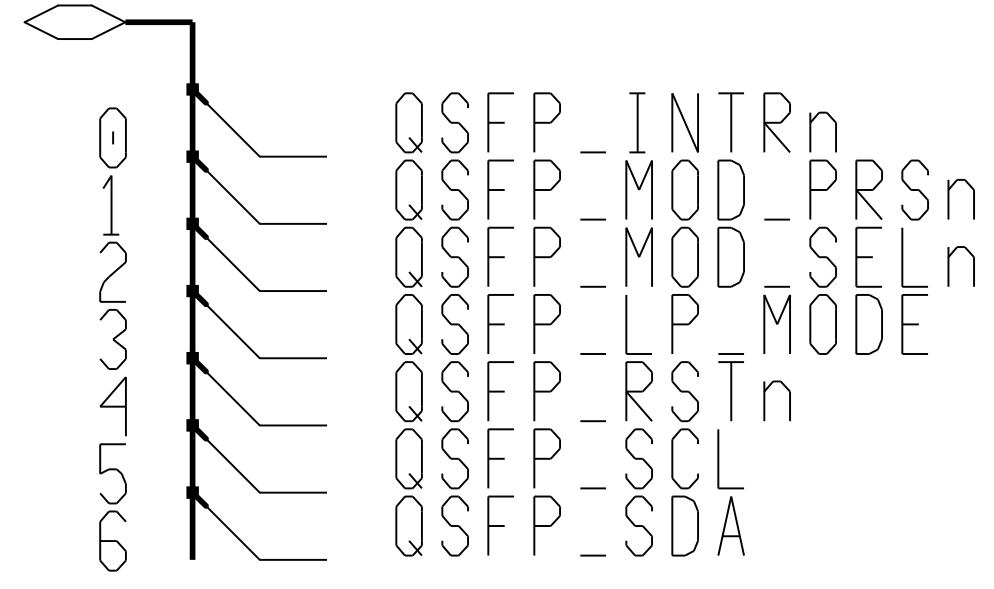 0 QSFP_INTRn
1 QSFP_MOD_PRSn
2 QSFP_MOD_SELn
3 QSFP_LP_MODE
4 QSFP_RSTn
5 QSFP_SCL
6 QSFP_SDA